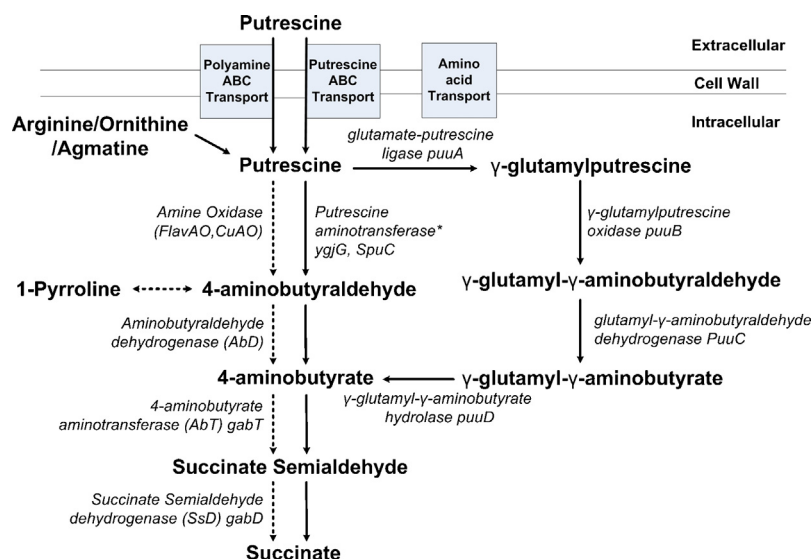 Putrescine
Extracellular
Polyamine
ABC
Transport
Putrescine
ABC
Transport
Amino
acid
Transport
Cell Wall
Intracellular
Arginine/Ornithine
/Agmatine
glutamate-putrescine
ligase puuA
Putrescine
γ-glutamylputrescine
Amine Oxidase
(FlavAO,CuAO)
Putrescine
aminotransferase*
ygjG, SpuC
γ-glutamylputrescine
oxidase puuB
1-Pyrroline
4-aminobutyraldehyde
γ-glutamyl-γ-aminobutyraldehyde
Aminobutyraldehyde
dehydrogenase (AbD)
glutamyl-γ-aminobutyraldehyde
dehydrogenase PuuC
4-aminobutyrate
γ-glutamyl-γ-aminobutyrate
γ-glutamyl-γ-aminobutyrate
hydrolase puuD
4-aminobutyrate
aminotransferase (AbT) gabT
Succinate Semialdehyde
Succinate Semialdehyde
dehydrogenase (SsD) gabD
Succinate